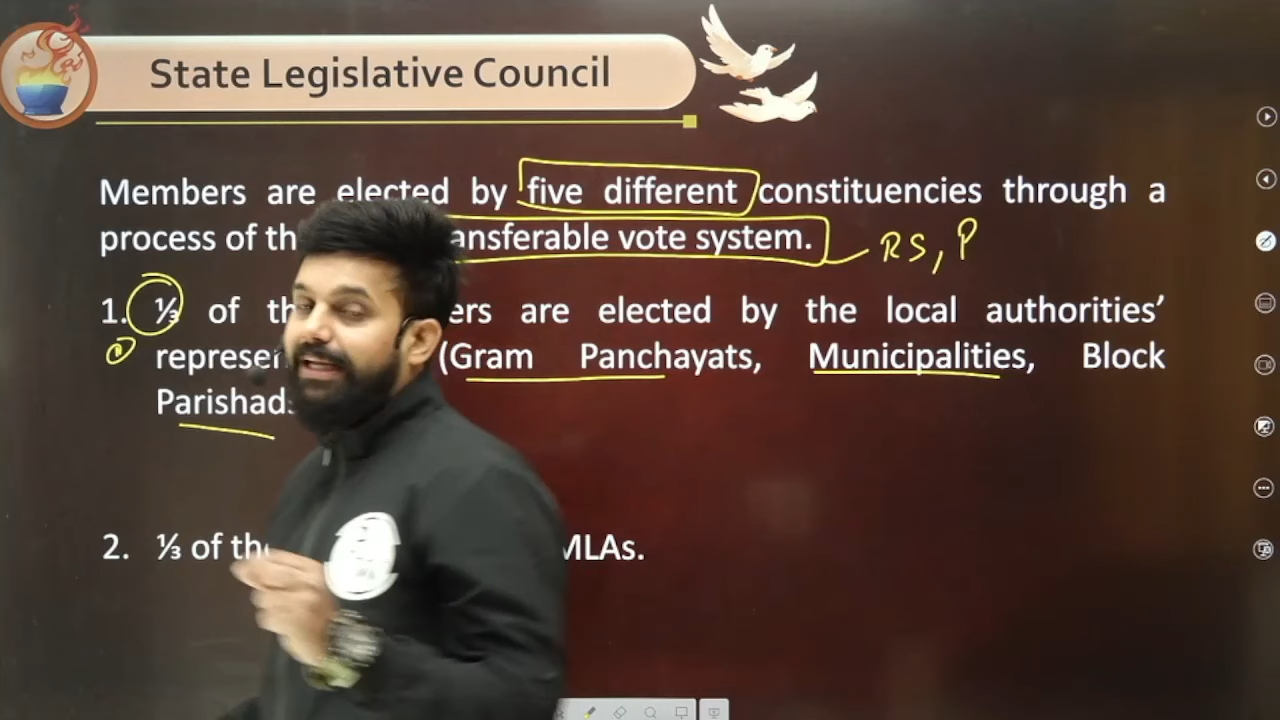 State Legislative Council
Members are elected by five different constituencies through a
process of th ansferable vote system. RS, P
1. ⅓ of th ers are elected by the local authorities’
represen (Gram Panchayats, Municipalities, Block
Parishads
2. ⅓ of the MLAs.